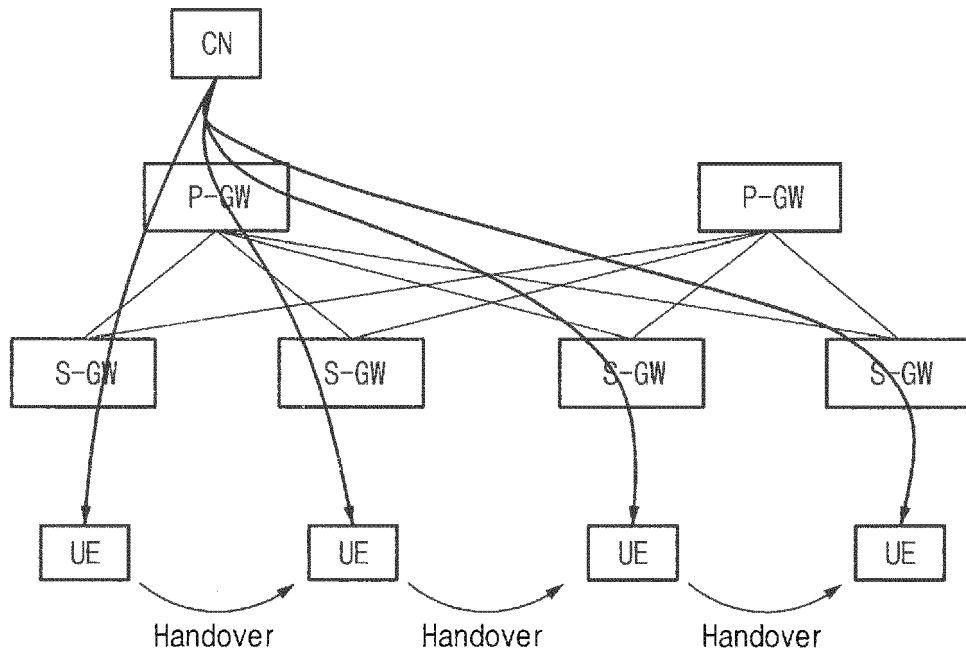 CN
P-GW P-GW
S-GW S-GW S-GW S-GW
UE UE UE UE
Handover Handover Handover